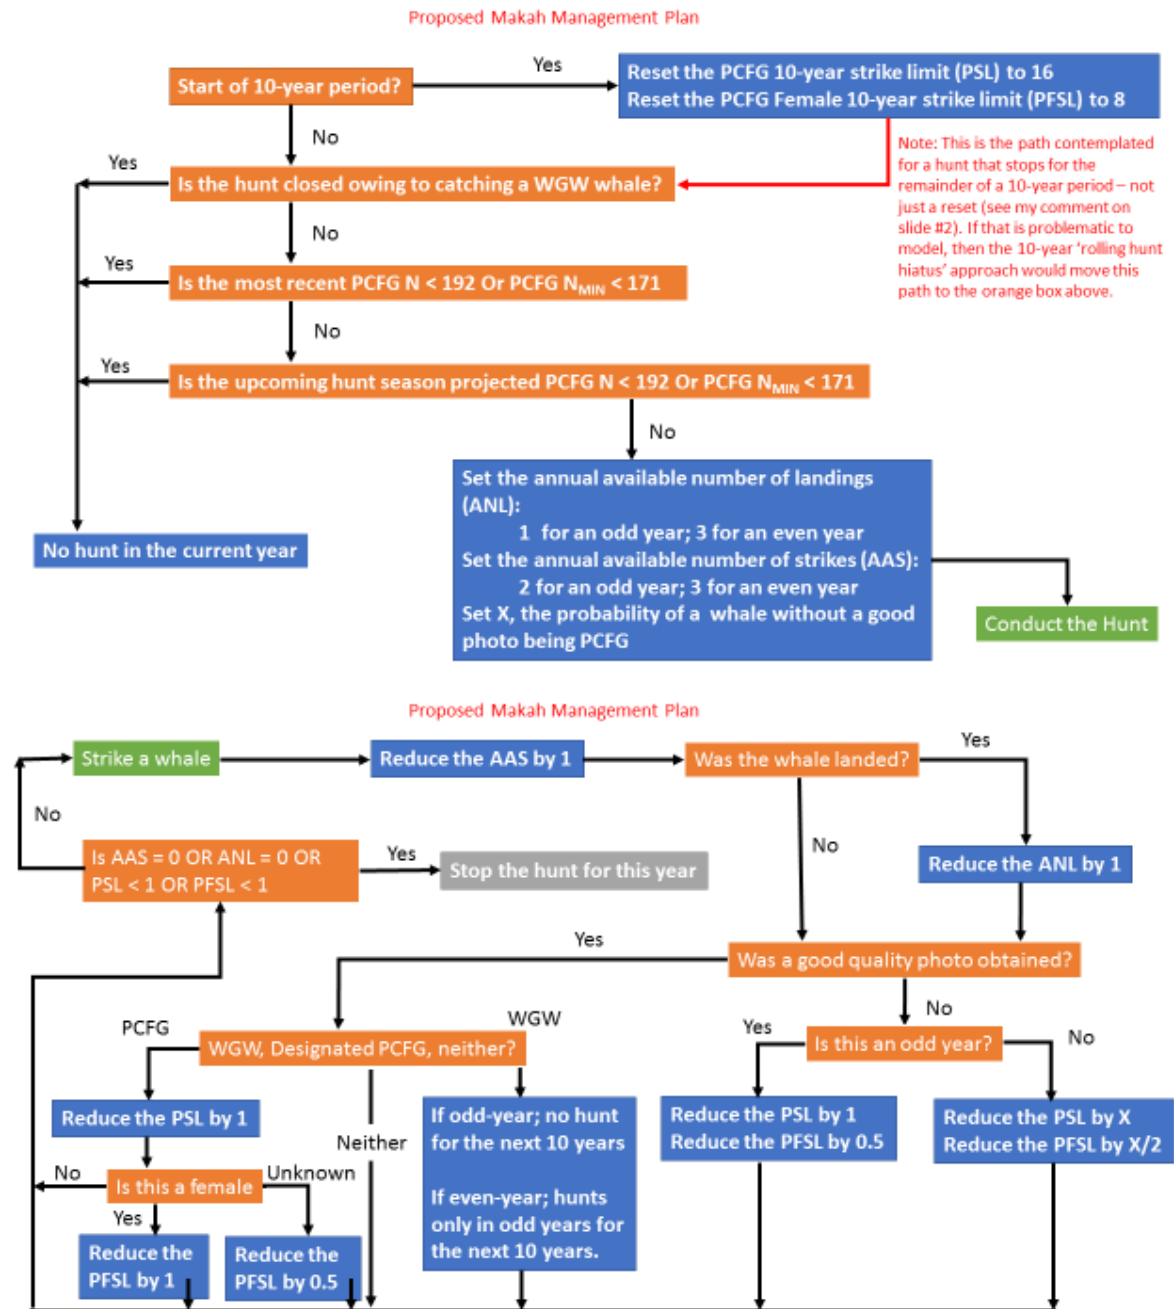 Proposed Makah Management Plan
Start of 10-year period?
Yes
Reset the PCFG 10-year strike limit (PSL) to 16
Reset the PCFG Female 10-year strike limit (PFSL) to 8
No
Note: This is the path contemplated
for a hunt that stops for the
remainder of a 10-year period – not
just a reset (see my comment on
slide #2). If that is problematic to
model, then the 10-year ‘rolling hunt
hiatus’ approach would move this
path to the orange box above.
Yes
Is the hunt closed owing to catching a WGW whale?
No
Yes
Is the most recent PCFG N < 192 Or PCFG NMIN < 171
No
Yes
Is the upcoming hunt season projected PCFG N < 192 Or PCFG NMIN < 171
No
Set the annual available number of landings
(ANL):
1 for an odd year; 3 for an even year
Set the annual available number of strikes (AAS):
2 for an odd year; 3 for an even year
Set X, the probability of a whale without a good
photo being PCFG
No hunt in the current year
Conduct the Hunt
Proposed Makah Management Plan
Strike a whale
Reduce the AAS by 1
Was the whale landed?
Yes
No
No
Is AAS = 0 OR ANL = 0 OR
PSL < 1 OR PFSL < 1
Yes
Stop the hunt for this year
Reduce the ANL by 1
Yes
Was a good quality photo obtained?
No
PCFG
WGW
WGW, Designated PCFG, neither?
Yes
Is this an odd year?
No
Reduce the PSL by 1
Neither
If odd-year; no hunt
for the next 10 years
If even-year; hunts
only in odd years for
the next 10 years.
Reduce the PSL by 1
Reduce the PFSL by 0.5
Reduce the PSL by X
Reduce the PFSL by X/2
No
Is this a female
Unknown
Yes
Reduce the
PFSL by 1
Reduce the
PFSL by 0.5